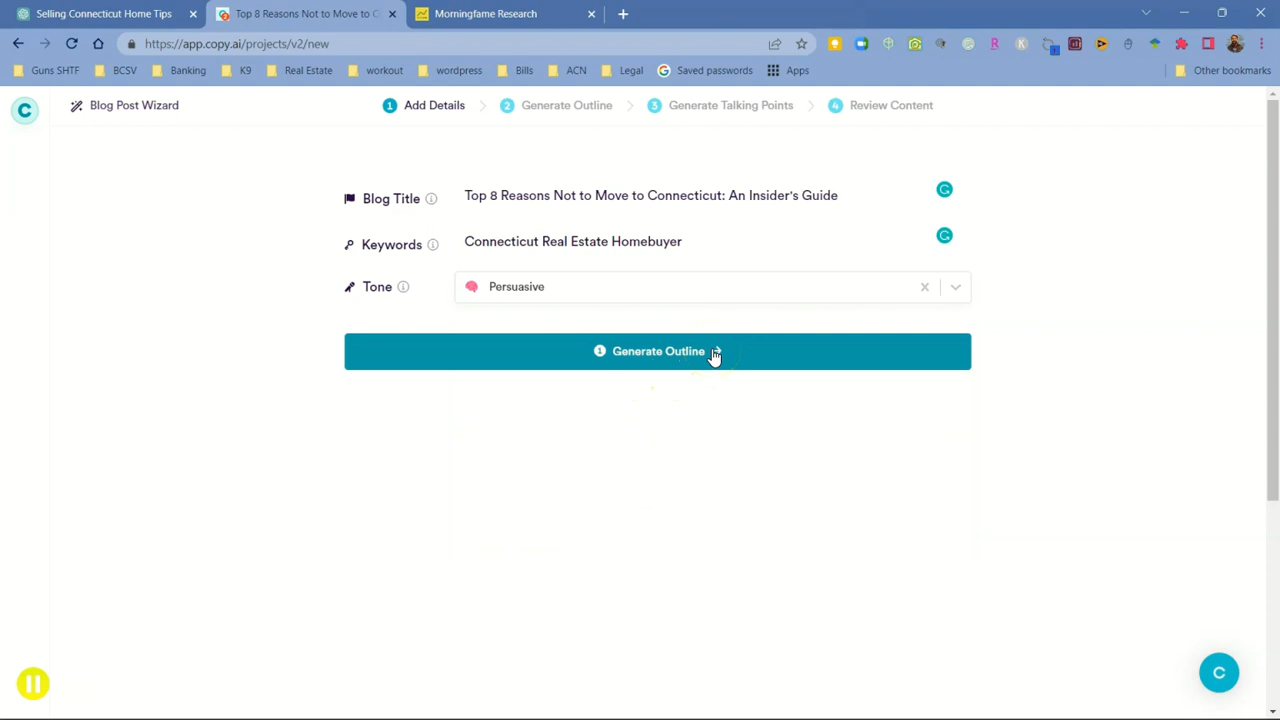 Selling Connecticut Home Tips
Top 8 Reasons Not to Move to C
Morningfame Research
https://app.copy.ai/projects/v2/new
Guns SHTF BCSV Banking K9 Real Estate workout wordpress Bills ACN Legal Saved passwords Apps Other bookmarks
C Blog Post Wizard 1 Add Details 2 Generate Outline 3 Generate Talking Points 4 Review Content
Blog Title Top 8 Reasons Not to Move to Connecticut: An Insider's Guide
Keywords Connecticut Real Estate Homebuyer
Tone Persuasive
1 Generate Outline
C